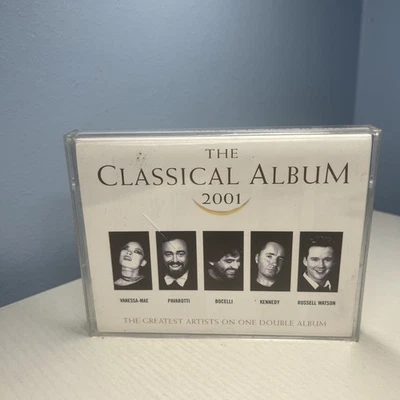 THE
CLASSICAL ALBUM
2001
VANESSA-MAE PAVAROTTI BOCELLI KENNEDY RUSSELL WATSON
THE GREATEST ARTISTS ON ONE DOUBLE ALBUM